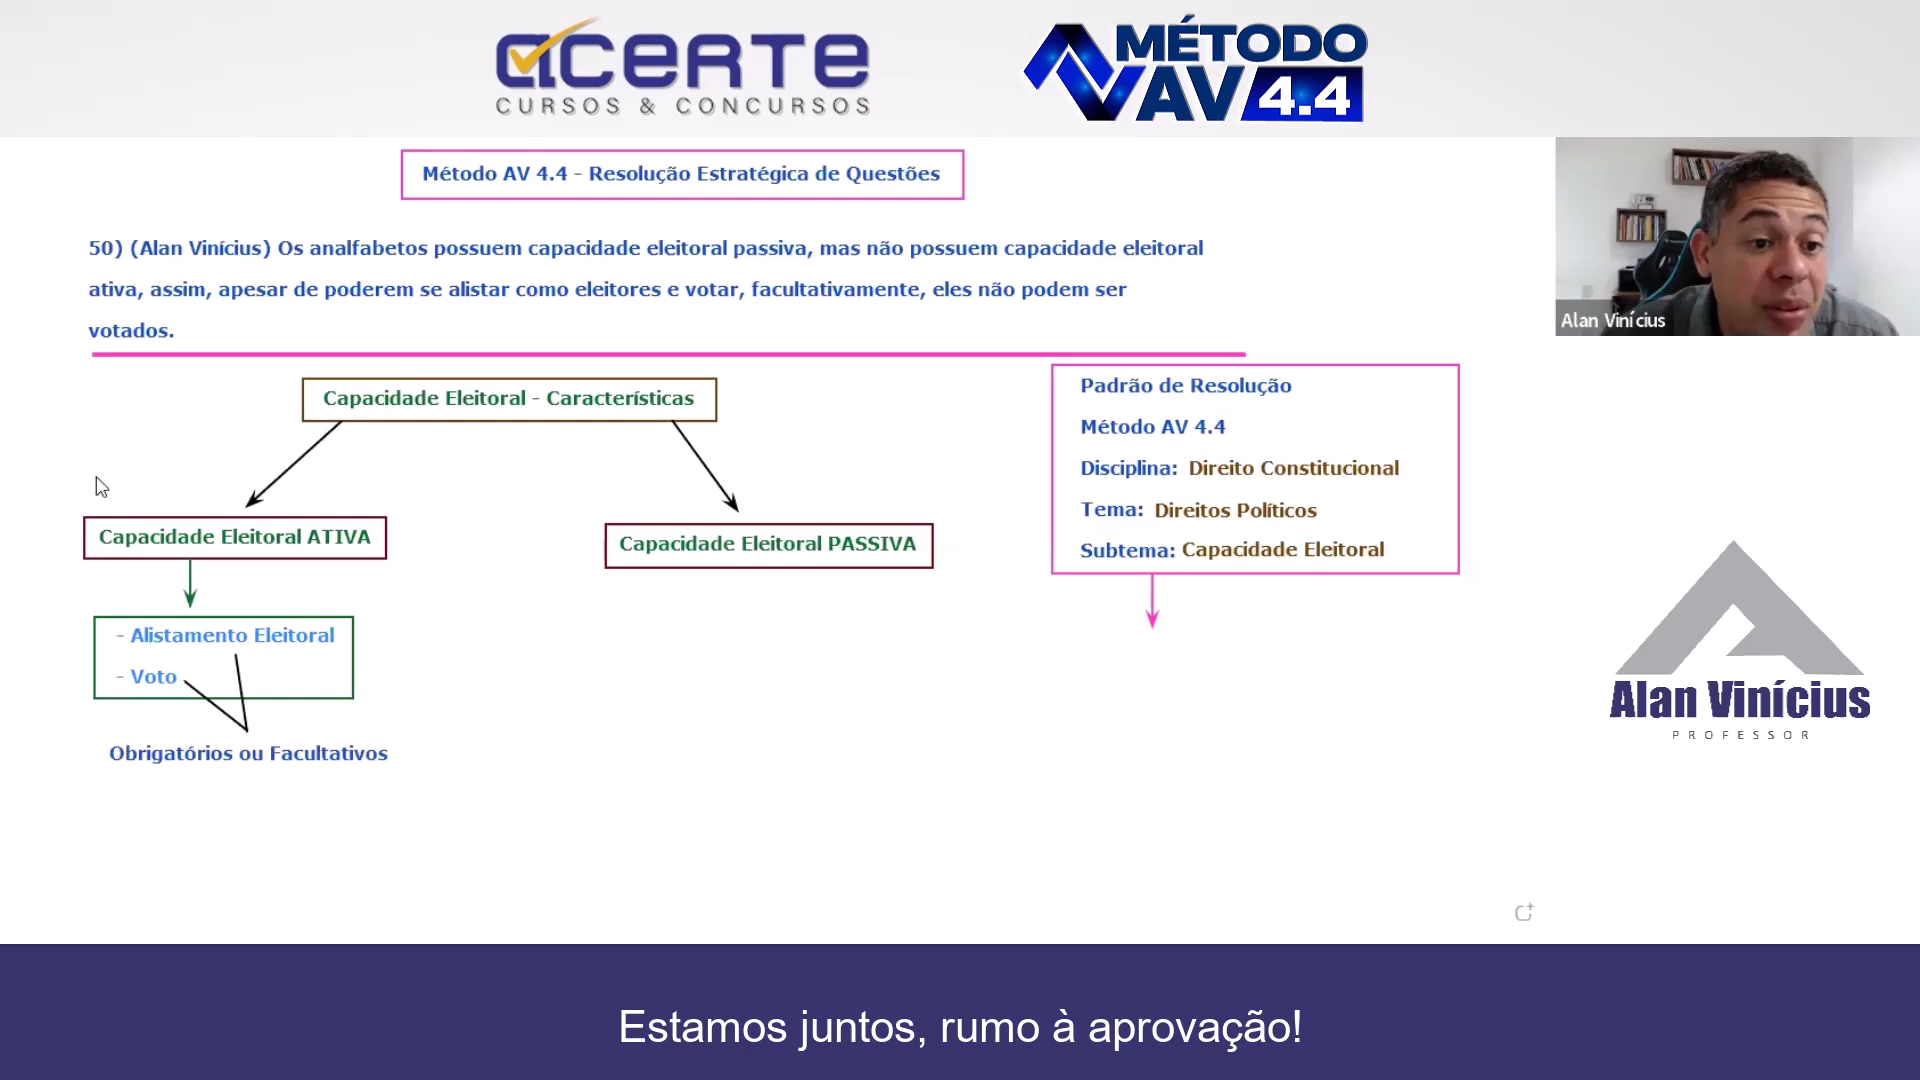 acerte
CURSOS & CONCURSOS
MÉTODO
AV 4.4
Método AV 4.4 - Resolução Estratégica de Questões
50) (Alan Vinícius) Os analfabetos possuem capacidade eleitoral passiva, mas não possuem capacidade eleitoral
ativa, assim, apesar de poderem se alistar como eleitores e votar, facultativamente, eles não podem ser
votados.
Alan Vinícius
Capacidade Eleitoral - Características
Capacidade Eleitoral ATIVA
Capacidade Eleitoral PASSIVA
- Alistamento Eleitoral
- Voto
Obrigatórios ou Facultativos
Padrão de Resolução
Método AV 4.4
Disciplina: Direito Constitucional
Tema: Direitos Políticos
Subtema: Capacidade Eleitoral
Alan Vinícius
PROFESSOR
Estamos juntos, rumo à aprovação!